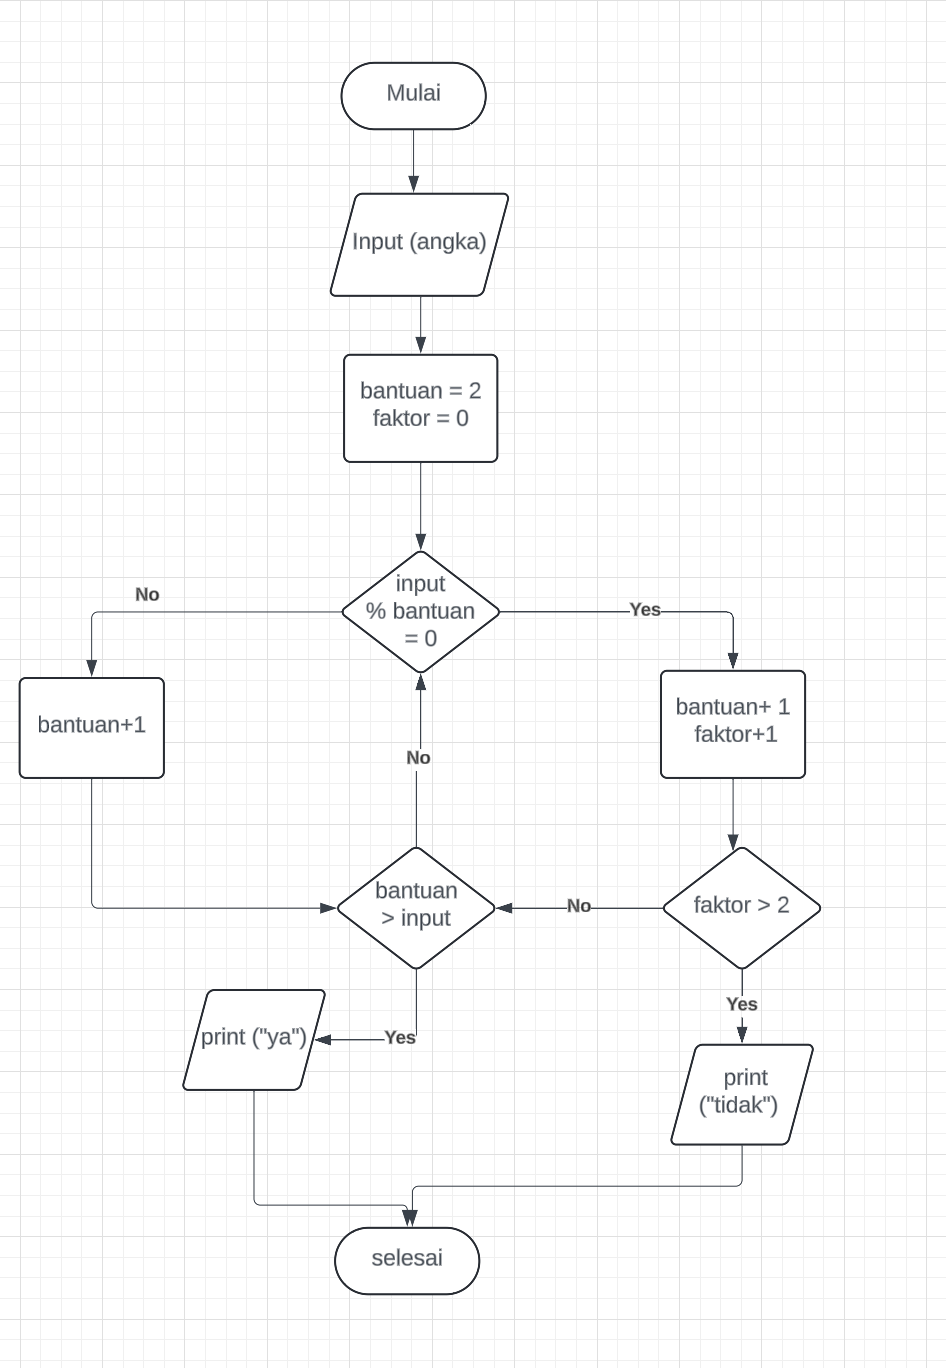 Mulai
Input (angka)
bantuan = 2
faktor = 0
input
% bantuan
= 0
No
Yes
bantuan+1
bantuan+ 1
faktor+1
No
bantuan
> input
No
faktor > 2
Yes
Yes
print ("ya")
print
("tidak")
selesai